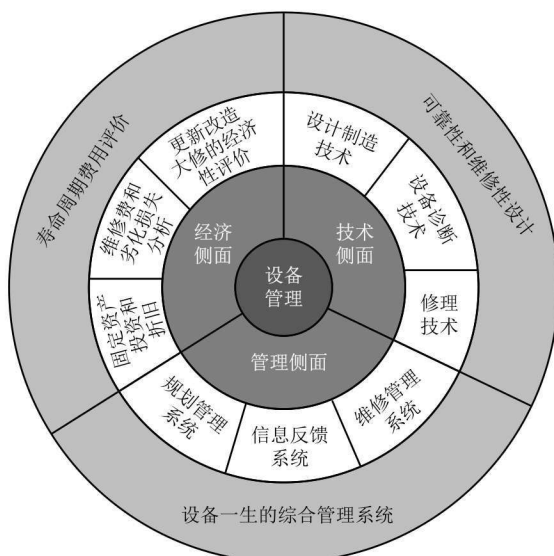 寿命周期费用评价
可靠性和维修性设计
更新改造
大修的经济
性评价
设计制造
技术
维修费和
劣化损失
分析
设备诊断
技术
经济
侧面
技术
侧面
设备
管理
固定资产
投资和
折旧
修理
技术
管理侧面
规划管理
系统
信息反馈
系统
维修管理
系统
设备一生的综合管理系统